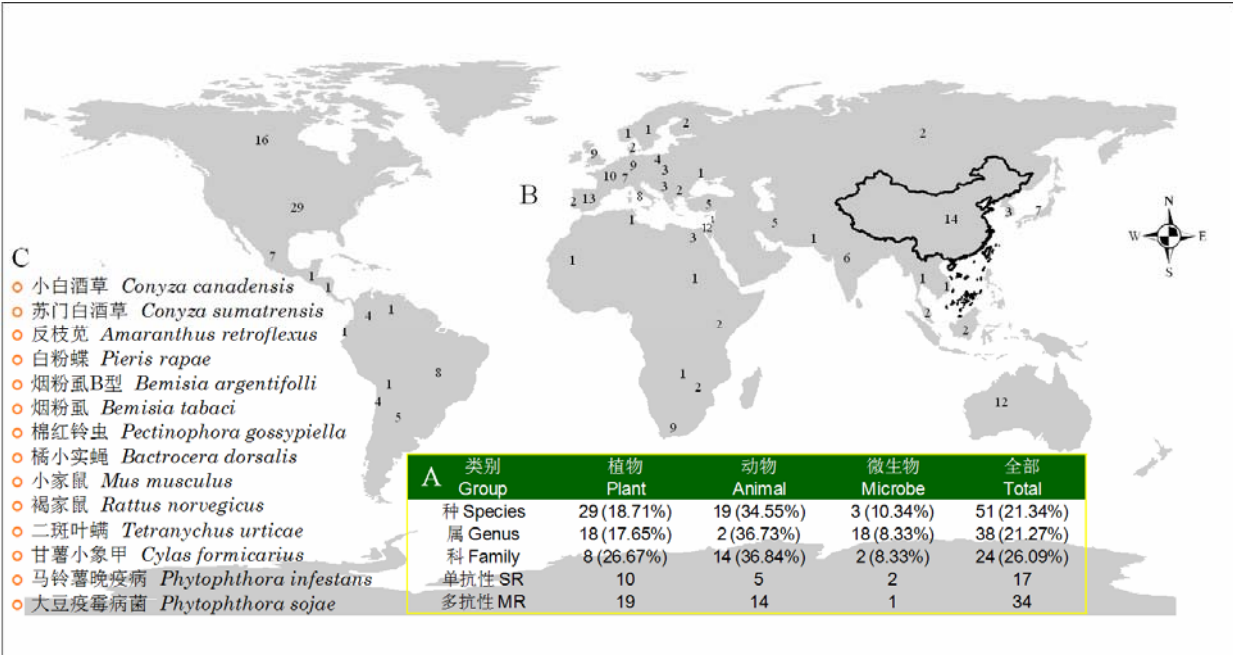 16
2
1
1
2
9
2
4
9
3
10
7
1
3
2
B
8
13
2
5
29
14
3
7
N
W
E
S
1
12
1
3
5
1
6
7
C
1
1
1
1
1
1
小白酒草 Conyza canadensis
苏门白酒草 Conyza sumatrensis
反枝苋 Amaranthus retroflexus
白粉蝶 Pieris rapae
烟粉虱B型 Bemisia argentifolli
烟粉虱 Bemisia tabaci
棉红铃虫 Pectinophora gossypiella
橘小实蝇 Bactrocera dorsalis
小家鼠 Mus musculus
褐家鼠 Rattus norvegicus
二斑叶螨 Tetranychus urticae
甘薯小象甲 Cylas formicarius
马铃薯晚疫病 Phytophthora infestans
大豆疫霉病菌 Phytophthora sojae
4
1
1
2
2
2
1
8
1
2
4
5
12
9
A
类别 植物 动物 微生物 全部
Group Plant Animal Microbe Total
种 Species 29 (18.71%) 19 (34.55%) 3 (10.34%) 51 (21.34%)
属 Genus 18 (17.65%) 2 (36.73%) 18 (8.33%) 38 (21.27%)
科 Family 8 (26.67%) 14 (36.84%) 2 (8.33%) 24 (26.09%)
单抗性 SR 10 5 2 17
多抗性 MR 19 14 1 34